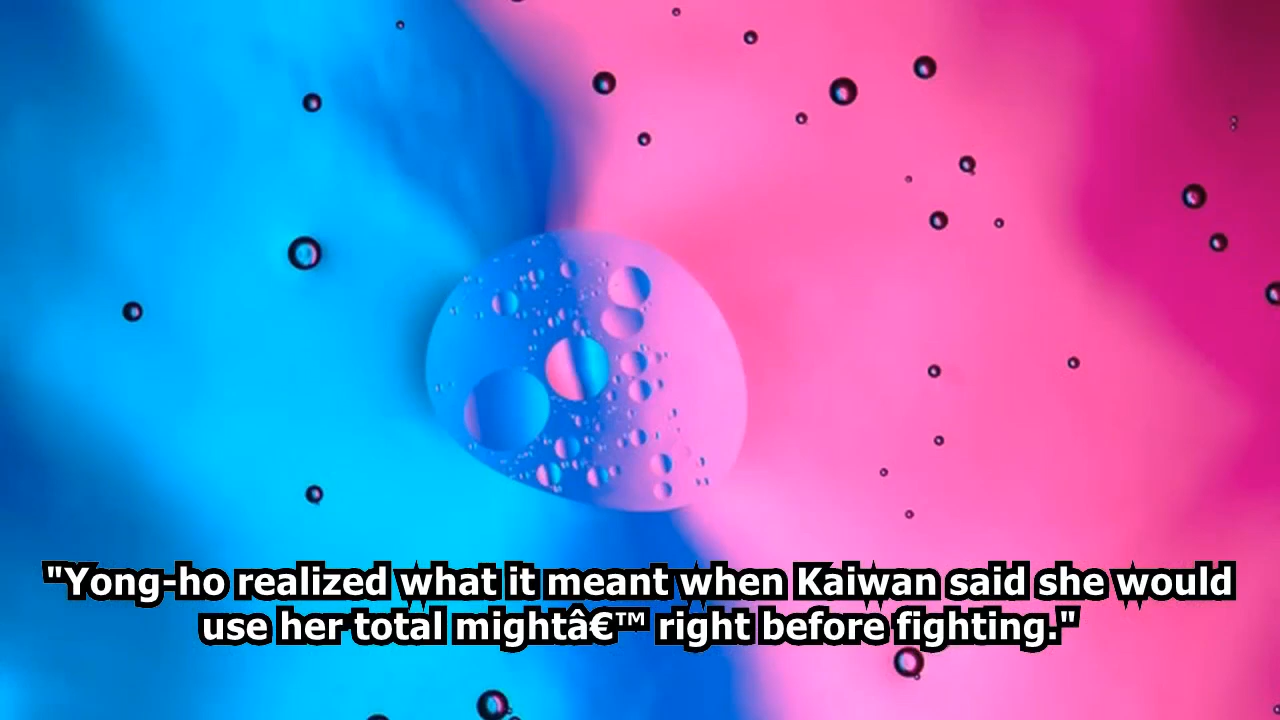 "Yong-ho realized what it meant when Kaiwan said she would
use her total mightâ€™ right before fighting."